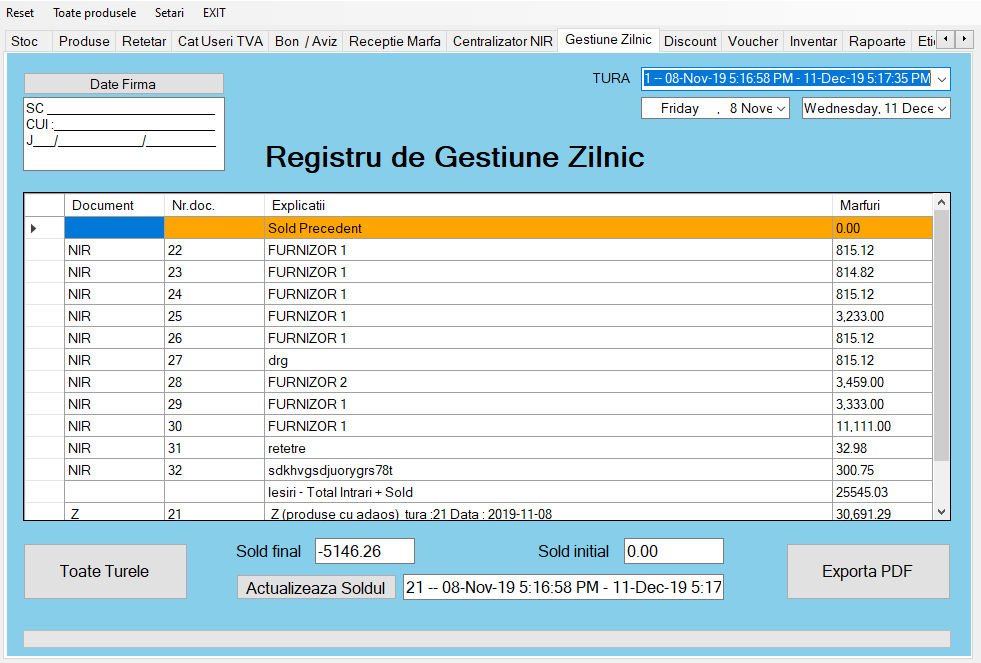 Reset Toate produsele Setari EXIT
Stoc Produse Retetar Cat Useri TVA Bon / Aviz Receptie Marfa Centralizator NIR Gestiune Zilnic Discount Voucher Inventar Rapoarte Eti
Date Firma
TURA 1 -- 08-Nov-19 5:16:58 PM - 11-Dec-19 5:17:35 PM
SC
CUI :
J / /
Friday , 8 Nove Wednesday, 11 Dece
Registru de Gestiune Zilnic
Document Nr.doc. Explicatii Marfuri
Sold Precedent 0.00
NIR 22 FURNIZOR 1 815.12
NIR 23 FURNIZOR 1 814.82
NIR 24 FURNIZOR 1 815.12
NIR 25 FURNIZOR 1 3,233.00
NIR 26 FURNIZOR 1 815.12
NIR 27 drg 815.12
NIR 28 FURNIZOR 2 3,459.00
NIR 29 FURNIZOR 1 3,333.00
NIR 30 FURNIZOR 1 11,111.00
NIR 31 retetre 32.98
NIR 32 sdkhvgsdjuorygrs78t 300.75
Iesiri - Total Intrari + Sold 25545.03
Z 21 Z (produse cu adaos) tura :21 Data : 2019-11-08 30,691.29
Toate Turele
Sold final -5146.26 Sold initial 0.00
Actualizeaza Soldul 21 -- 08-Nov-19 5:16:58 PM - 11-Dec-19 5:17
Exporta PDF